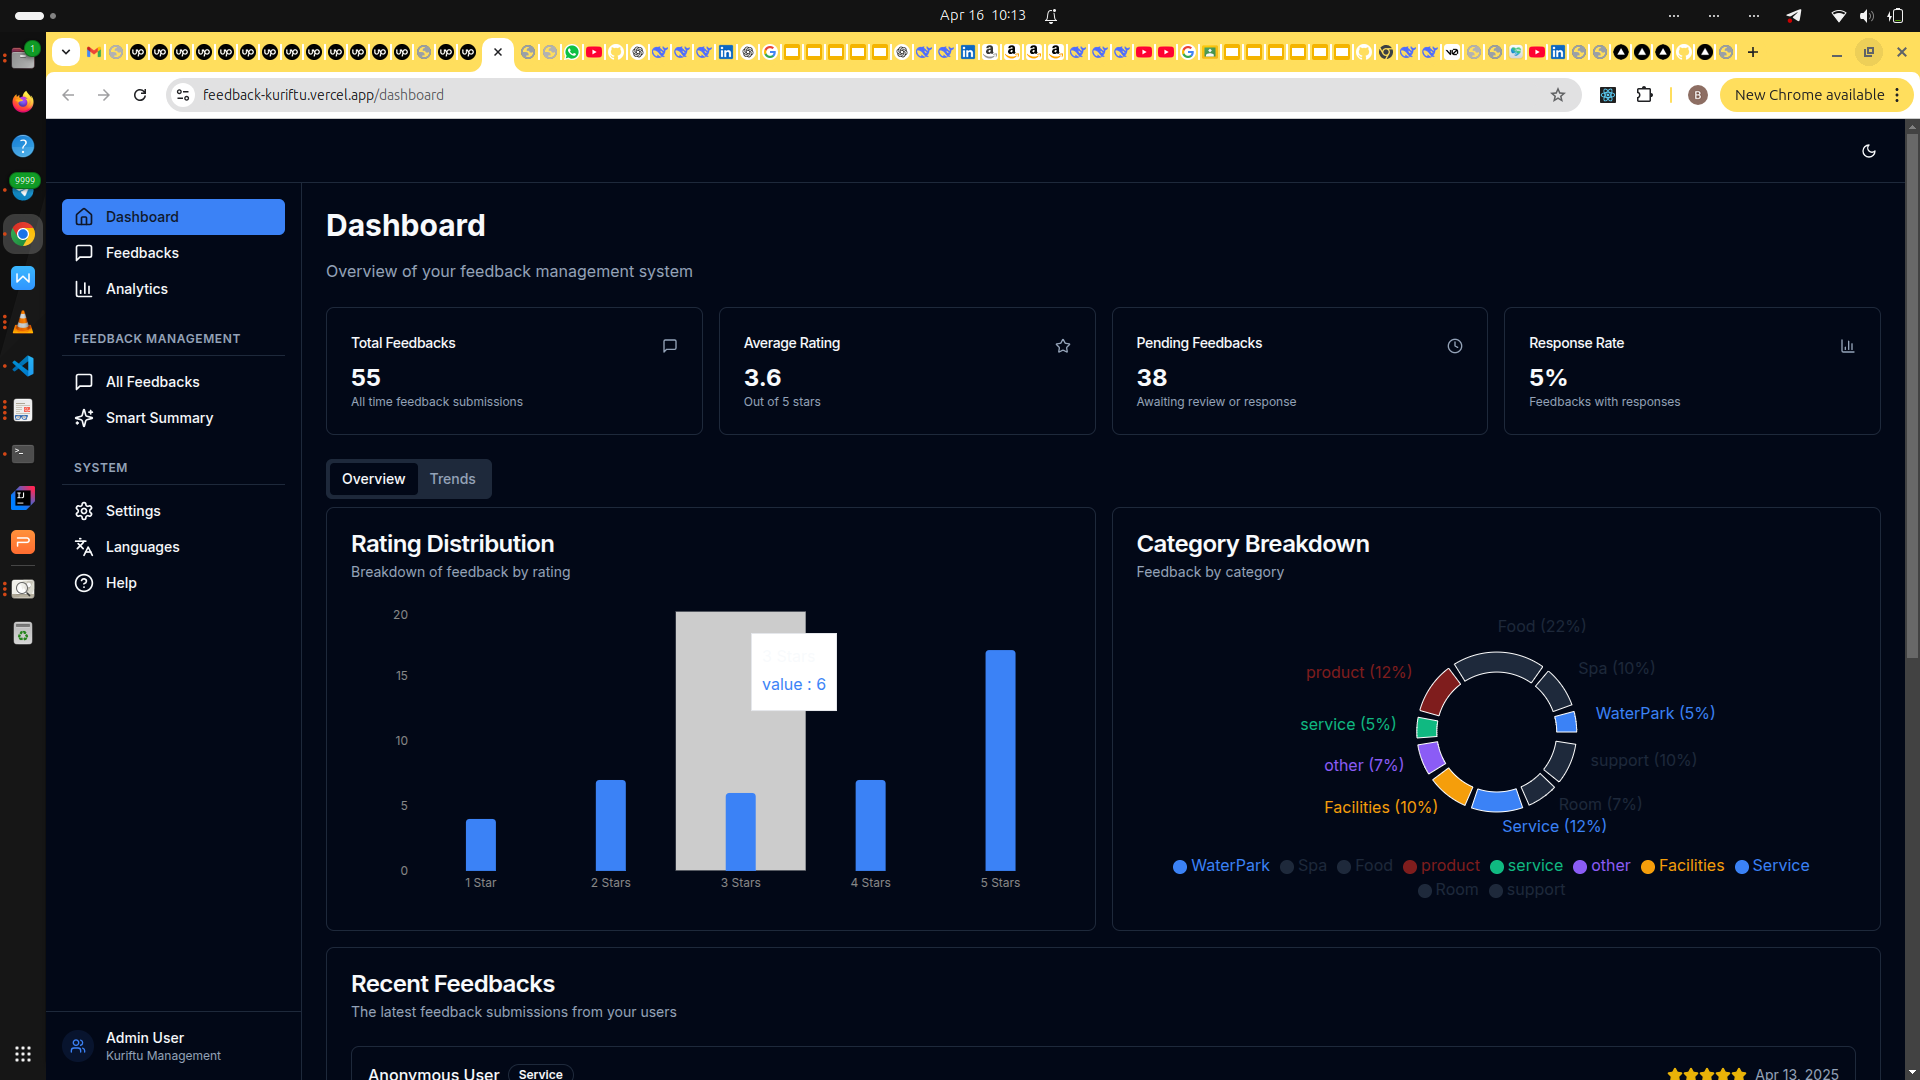 Apr 16 10:13
feedback-kuriftu.vercel.app/dashboard
B
New Chrome available
1
9999
Dashboard
Feedbacks
Analytics
FEEDBACK MANAGEMENT
All Feedbacks
Smart Summary
SYSTEM
Settings
Languages
Help
Admin User
Kuriftu Management
Dashboard
Overview of your feedback management system
Total Feedbacks
55
All time feedback submissions
Average Rating
3.6
Out of 5 stars
Pending Feedbacks
38
Awaiting review or response
Response Rate
5%
Feedbacks with responses
Overview Trends
Rating Distribution
Breakdown of feedback by rating
20
15
10
5
0
3 Stars
value : 6
1 Star 2 Stars 3 Stars 4 Stars 5 Stars
Category Breakdown
Feedback by category
Food (22%)
product (12%)
Spa (10%)
WaterPark (5%)
service (5%)
support (10%)
other (7%)
Room (7%)
Facilities (10%)
Service (12%)
WaterPark Spa Food product service other Facilities Service
Room support
Recent Feedbacks
The latest feedback submissions from your users
Anonymous User Service
Apr 13, 2025